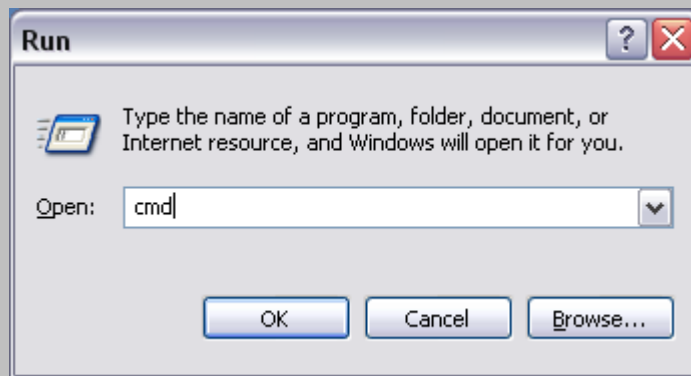 Run
Type the name of a program, folder, document, or
Internet resource, and Windows will open it for you.
Open: cmd
OK Cancel Browse...